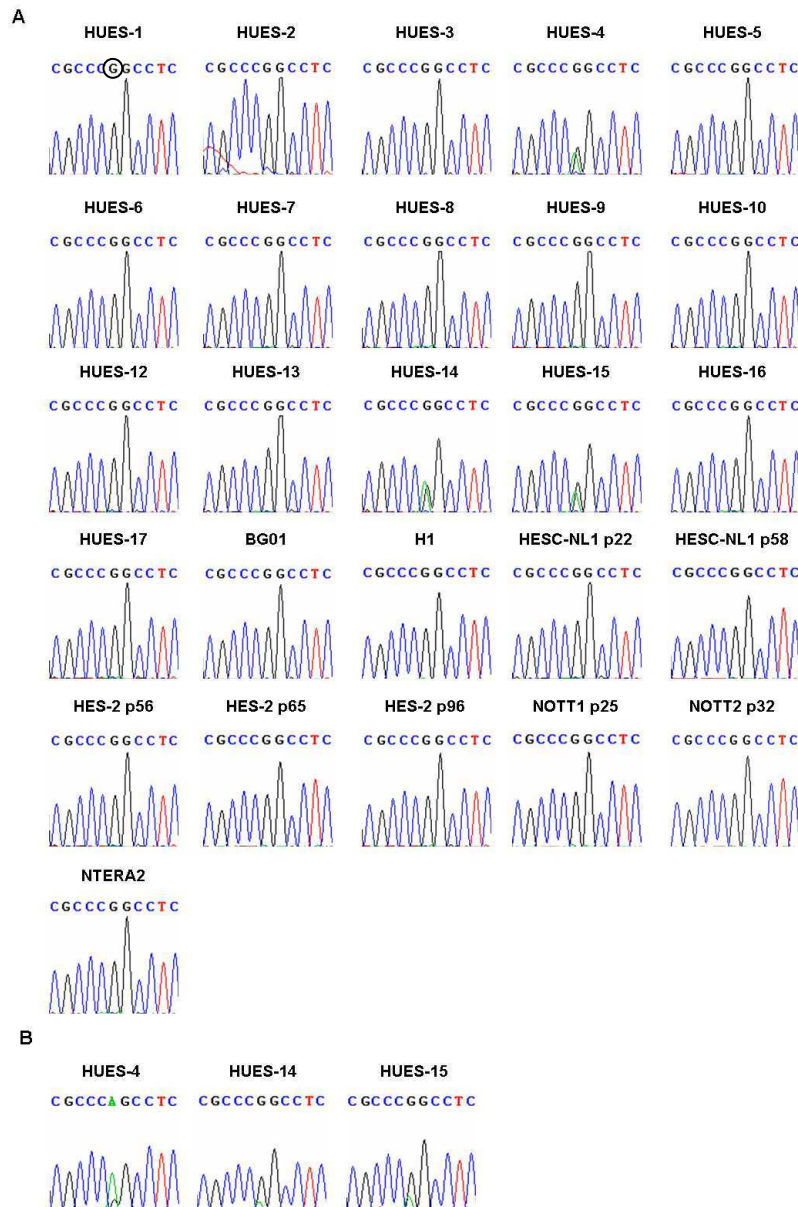 A
HUES-1 HUES-2 HUES-3 HUES-4 HUES-5
CGCCCGGCCTC CGCCCGGCCTC CGCCCGGCCTC CGCCCGGCCTC CGCCCGGCCTC
HUES-6 HUES-7 HUES-8 HUES-9 HUES-10
CGCCCGGCCTC CGCCCGGCCTC CGCCCGGCCTC CGCCCGGCCTC CGCCCGGCCTC
HUES-12 HUES-13 HUES-14 HUES-15 HUES-16
CGCCCGGCCTC CGCCCGGCCTC CGCCCGGCCTC CGCCCGGCCTC CGCCCGGCCTC
HUES-17 BG01 H1 HESC-NL1 p22 HESC-NL1 p58
CGCCCGGCCTC CGCCCGGCCTC CGCCCGGCCTC CGCCCGGCCTC CGCCCGGCCTC
HES-2 p56 HES-2 p65 HES-2 p96 NOTT1 p25 NOTT2 p32
CGCCCGGCCTC CGCCCGGCCTC CGCCCGGCCTC CGCCCGGCCTC CGCCCGGCCTC
NTERA2
CGCCCGGCCTC
B
HUES-4 HUES-14 HUES-15
CGCCCAGCCTC CGCCCGGCCTC CGCCCGGCCTC